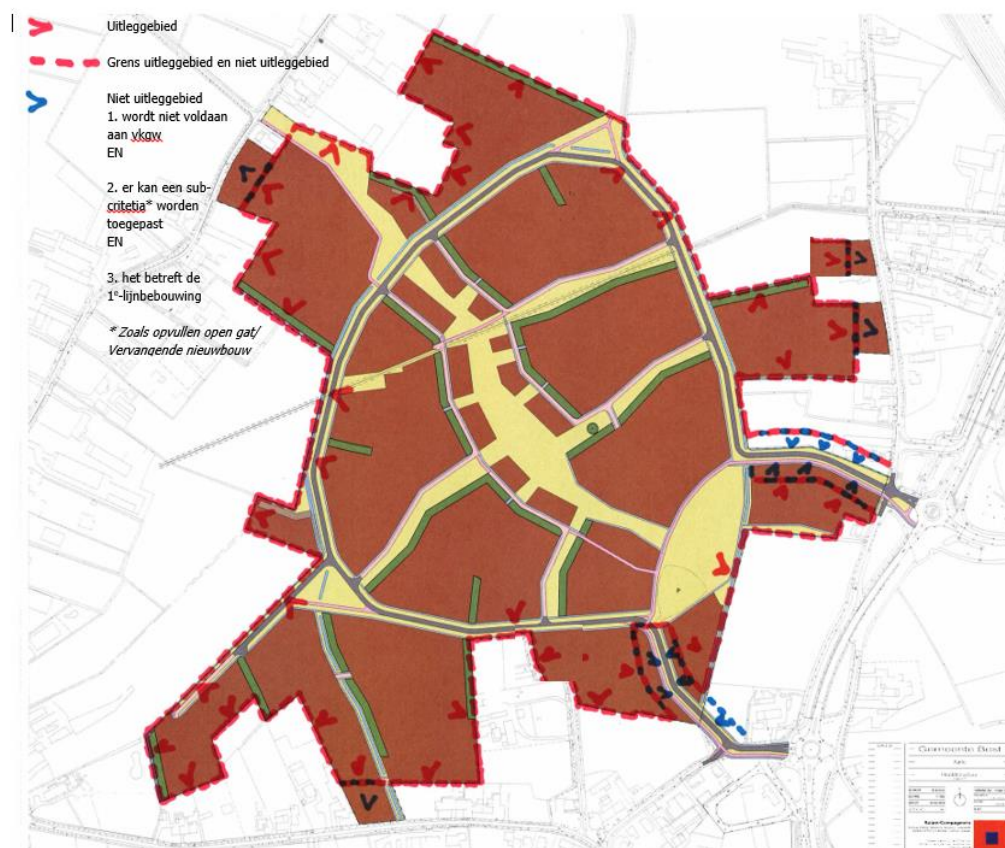 Uitleggebied
Grens uitleggebied en niet uitleggebied
Niet uitleggebied
1. wordt niet voldaan
aan vkgw
EN
2. er kan een sub-
critetia* worden
toegepast
EN
3. het betreft de
1e-lijnbebouwing
* Zoals opvullen open gat/
Vervangende nieuwbouw
Gemeente Best